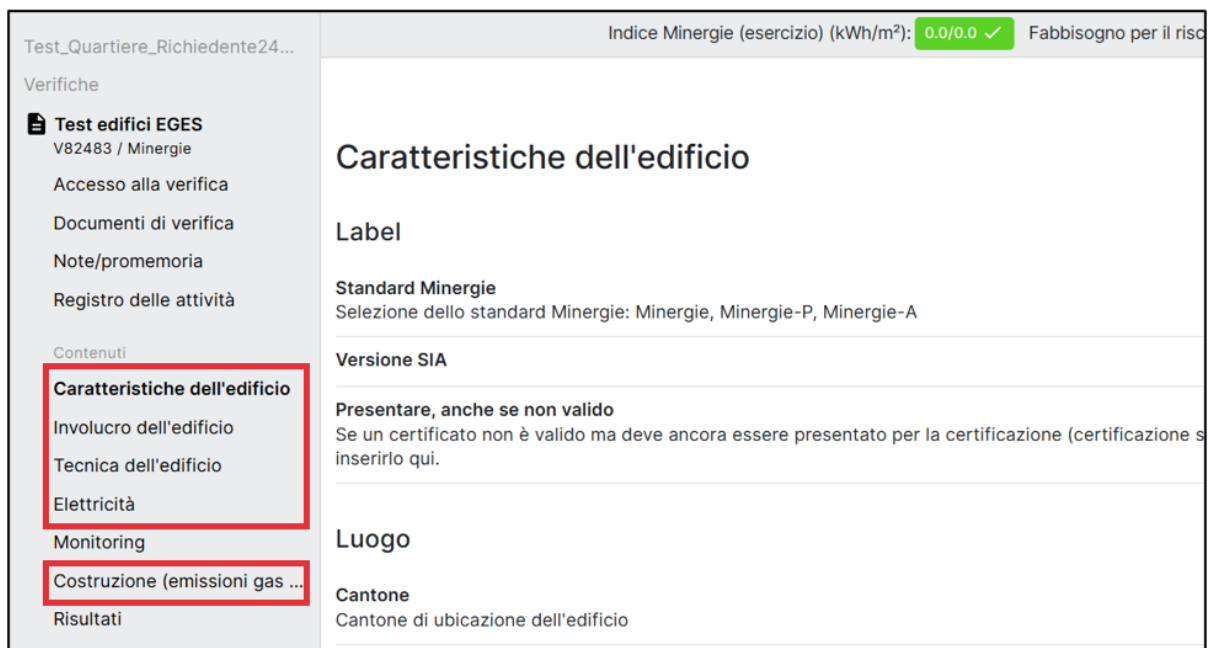 Test_Quartiere_Richiedente24...
Verifiche
Test edifici EGES
V82483 / Minergie
Accesso alla verifica
Documenti di verifica
Note/promemoria
Registro delle attività
Contenuti
Caratteristiche dell'edificio
Involucro dell'edificio
Tecnica dell'edificio
Elettricità
Monitoring
Costruzione (emissioni gas ...
Risultati
Indice Minergie (esercizio) (kWh/m²): 0.0/0.0 ✓ Fabbisogno per il risc
Caratteristiche dell'edificio
Label
Standard Minergie
Selezione dello standard Minergie: Minergie, Minergie-P, Minergie-A
Versione SIA
Presentare, anche se non valido
Se un certificato non è valido ma deve ancora essere presentato per la certificazione (certificazione s
inserirlo qui.
Luogo
Cantone
Cantone di ubicazione dell'edificio